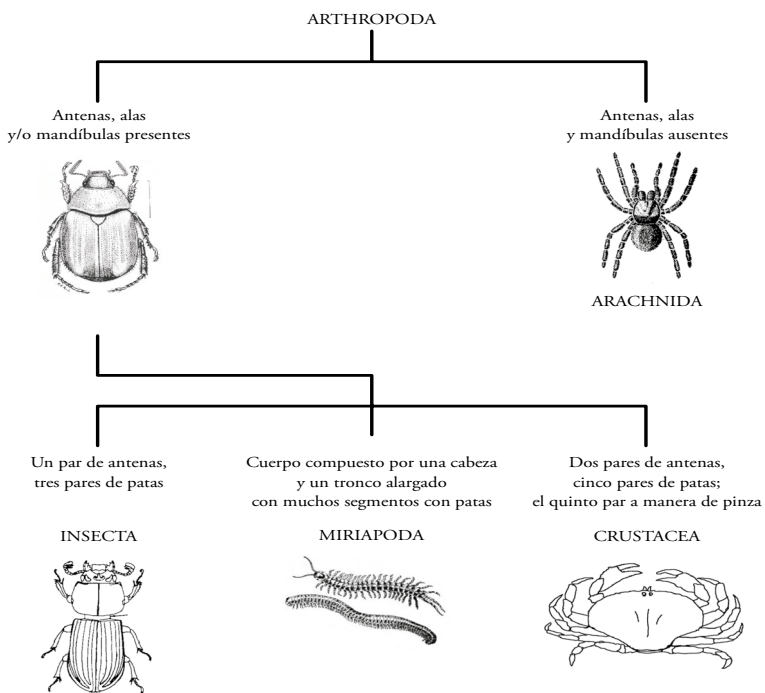 ARTHROPODA
Antenas, alas
y/o mandíbulas presentes
Antenas, alas
y mandíbulas ausentes
ARACHNIDA
Un par de antenas,
tres pares de patas
INSECTA
Cuerpo compuesto por una cabeza
y un tronco alargado
con muchos segmentos con patas
MIRIAPODA
Dos pares de antenas,
cinco pares de patas;
el quinto par a manera de pinza
CRUSTACEA